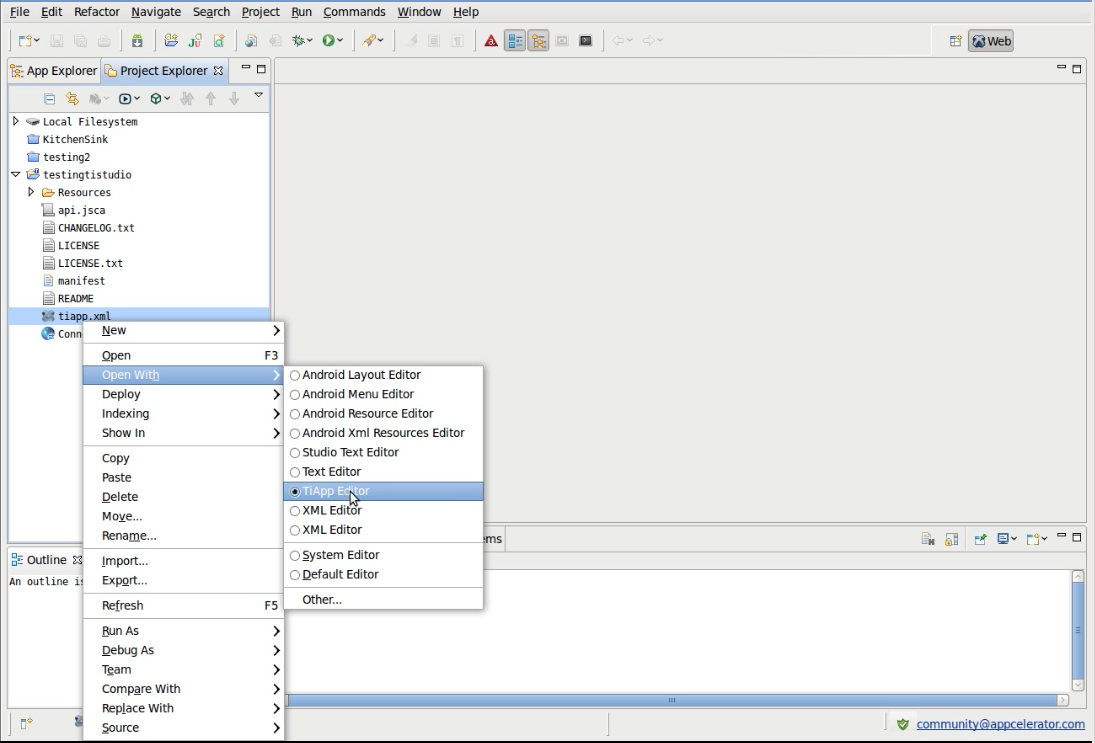 File Edit Refactor Navigate Search Project Run Commands Window Help
Web
App Explorer Project Explorer
Local Filesystem
KitchenSink
testing2
testingtistudio
Resources
api.jsca
CHANGELOG.txt
LICENSE
LICENSE.txt
manifest
README
tiapp.xml
Conn
New
Open F3
Open With
Deploy
Indexing
Show In
Copy
Paste
Delete
Move...
Rename...
Import...
Export...
Refresh F5
Run As
Debug As
Team
Compare With
Replace With
Source
Android Layout Editor
Android Menu Editor
Android Resource Editor
Android Xml Resources Editor
Studio Text Editor
Text Editor
TiApp Editor
XML Editor
XML Editor
System Editor
Default Editor
Other...
ems
Outline
An outline is
community@appcelerator.com